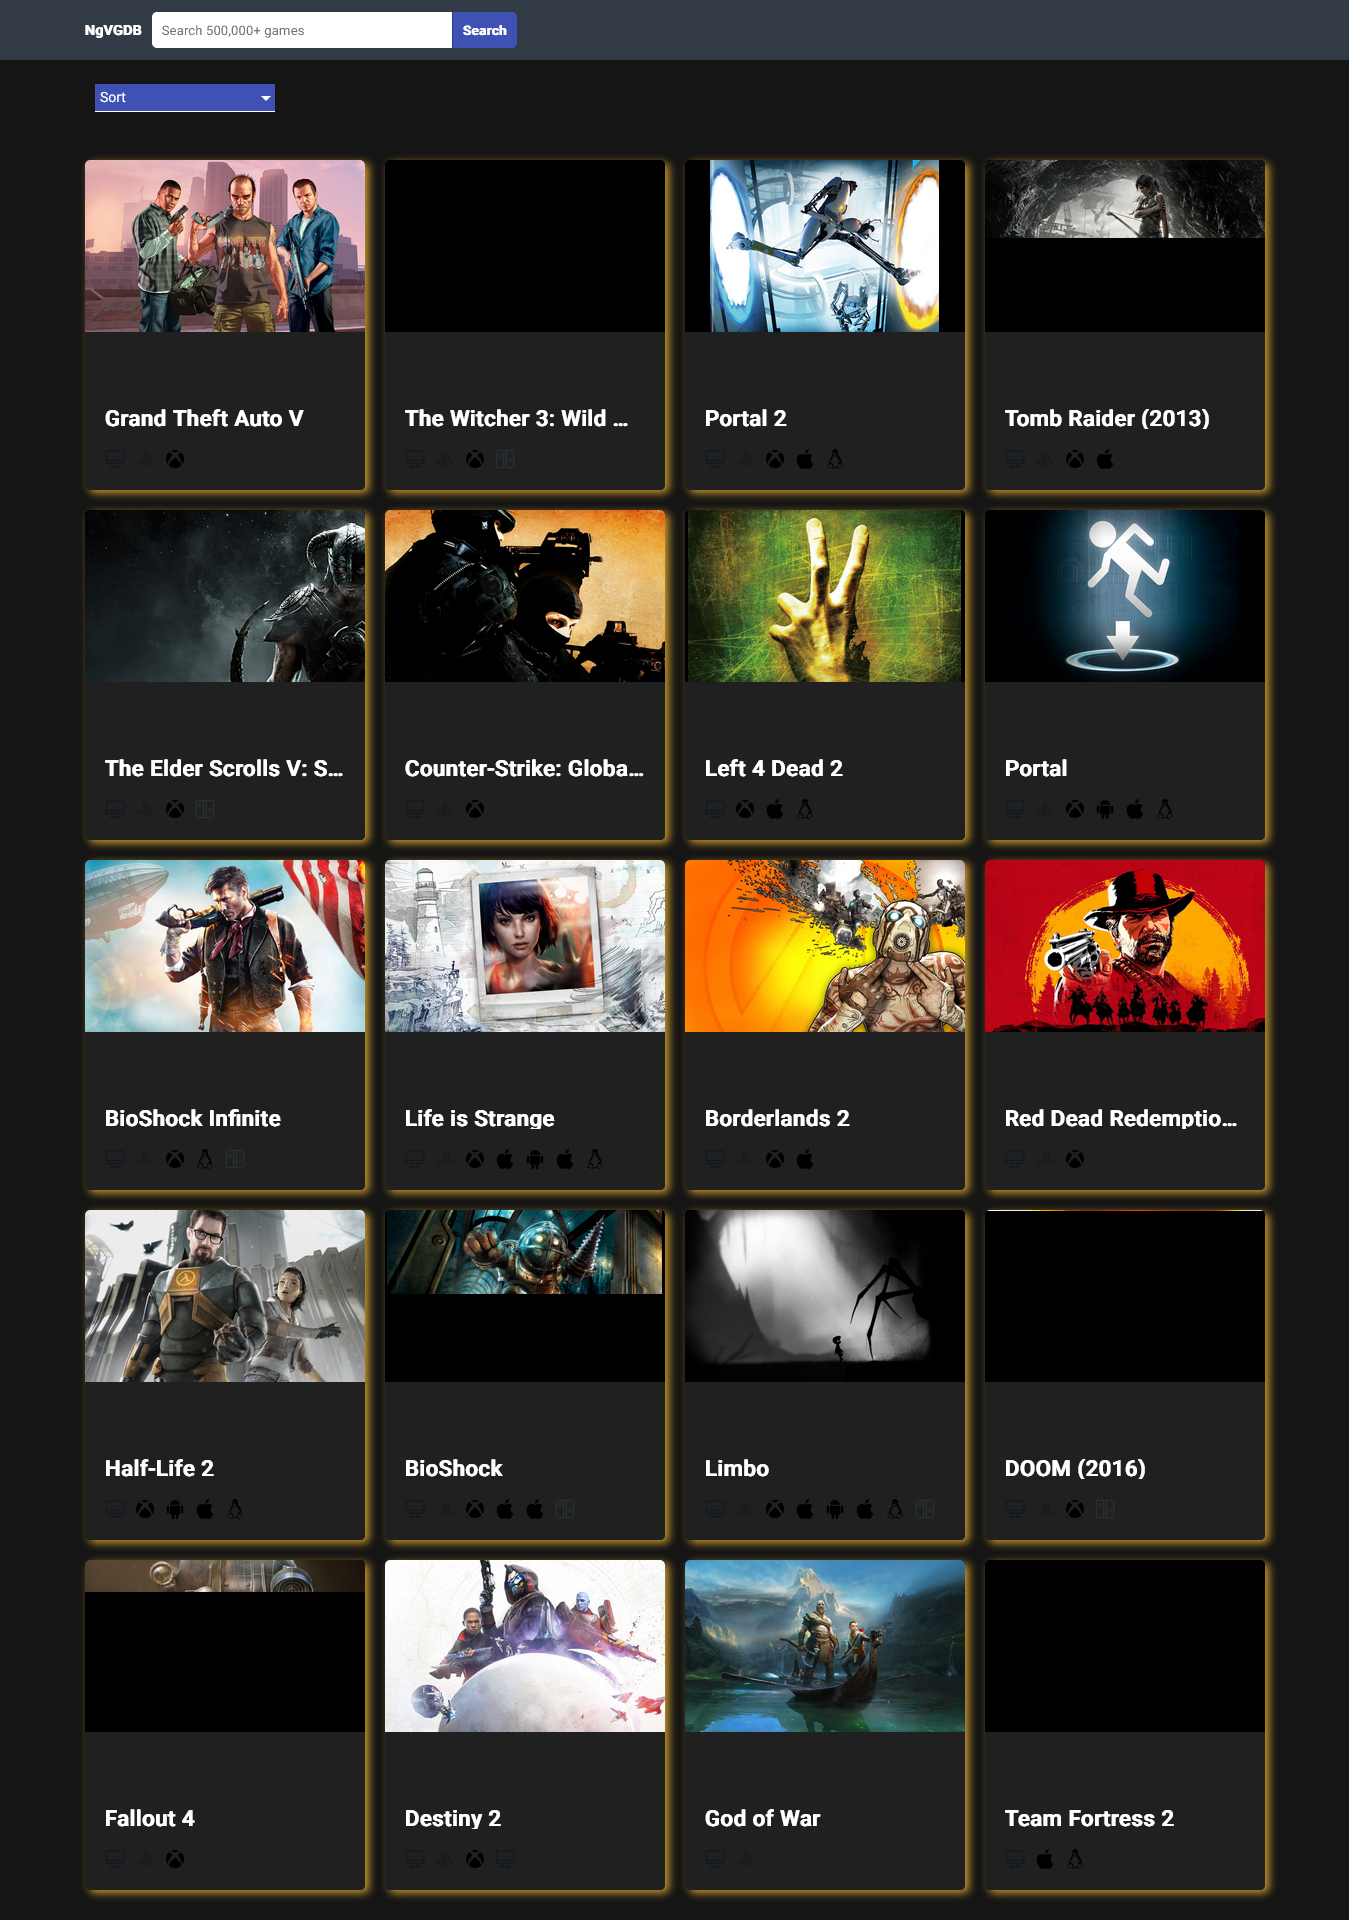 NgVGDB
Search 500,000+ games
Search
Sort
Grand Theft Auto V
The Witcher 3: Wild ...
Portal 2
Tomb Raider (2013)
The Elder Scrolls V: S...
Counter-Strike: Globa...
Left 4 Dead 2
Portal
BioShock Infinite
Life is Strange
Borderlands 2
Red Dead Redemptio...
Half-Life 2
BioShock
Limbo
DOOM (2016)
Fallout 4
Destiny 2
God of War
Team Fortress 2